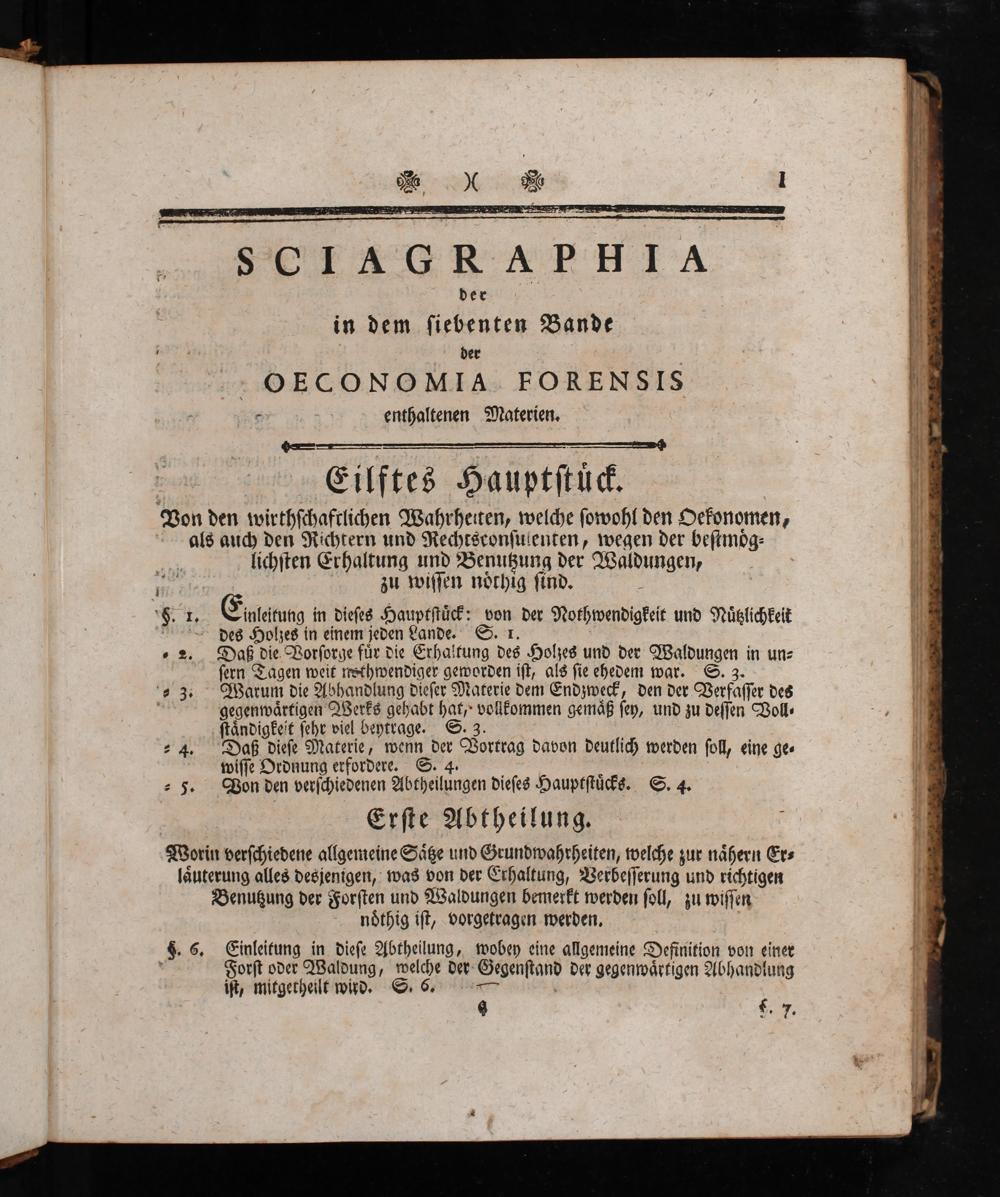 )( 1
SCIAGRAPHIA
der
in dem siebenten Bande
der
OECONOMIA FORENSIS
enthaltenen Materien.
Eilftes Hauptstück.
Von den wirthschaftlichen Wahrheiten, welche sowohl den Oekonomen,
als auch den Richtern und Rechtsconsulenten, wegen der bestmög-
lichsten Erhaltung und Benutzung der Waldungen,
zu wissen nöthig sind.
§. 1. Einleitung in dieses Hauptstück: von der Nothwendigkeit und Nützlichkeit
des Holzes in einem jeden Lande. S. 1.
- 2. Daß die Vorsorge für die Erhaltung des Holzes und der Waldungen in un-
sern Tagen weit nothwendiger geworden ist, als sie ehedem war. S. 3.
- 3. Warum die Abhandlung dieser Materie dem Endzweck, den der Verfasser des
gegenwärtigen Werks gehabt hat, vollkommen gemäß sey, und zu dessen Voll-
ständigkeit sehr viel beytrage. S. 3.
- 4. Daß diese Materie, wenn der Vortrag davon deutlich werden soll, eine ge-
wisse Ordnung erfordere. S. 4.
- 5. Von den verschiedenen Abtheilungen dieses Hauptstücks. S. 4.
Erste Abtheilung.
Worin verschiedene allgemeine Sätze und Grundwahrheiten, welche zur nähern Er-
läuterung alles desjenigen, was von der Erhaltung, Verbesserung und richtigen
Benutzung der Forsten und Waldungen bemerkt werden soll, zu wissen
nöthig ist, vorgetragen werden.
§. 6. Einleitung in diese Abtheilung, wobey eine allgemeine Definition von einer
Forst oder Waldung, welche der Gegenstand der gegenwärtigen Abhandlung
ist, mitgetheilt wird. S. 6.
§. 7.